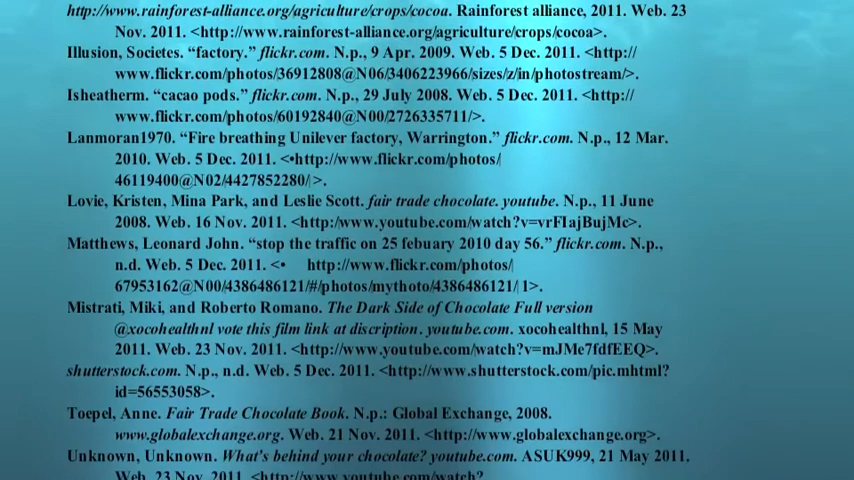 http://www.rainforest-alliance.org/agriculture/crops/cocoa. Rainforest alliance, 2011. Web. 23
Nov. 2011. <http://www.rainforest-alliance.org/agriculture/crops/cocoa>.
Illusion, Societes. “factory.” flickr.com. N.p., 9 Apr. 2009. Web. 5 Dec. 2011. <http://
www.flickr.com/photos/36912808@N06/3406223966/sizes/z/in/photostream/>.
Isheatherm. “cacao pods.” flickr.com. N.p., 29 July 2008. Web. 5 Dec. 2011. <http://
www.flickr.com/photos/60192840@N00/2726335711/>.
Lanmoran1970. “Fire breathing Unilever factory, Warrington.” flickr.com. N.p., 12 Mar.
2010. Web. 5 Dec. 2011. <•http://www.flickr.com/photos/
46119400@N02/4427852280/ >.
Lovie, Kristen, Mina Park, and Leslie Scott. fair trade chocolate. youtube. N.p., 11 June
2008. Web. 16 Nov. 2011. <http:/www.youtube.com/watch?v=vrFIajBujMc>.
Matthews, Leonard John. “stop the traffic on 25 febuary 2010 day 56.” flickr.com. N.p.,
n.d. Web. 5 Dec. 2011. <• http://www.flickr.com/photos/
67953162@N00/4386486121/#/photos/mythoto/4386486121/ 1>.
Mistrati, Miki, and Roberto Romano. The Dark Side of Chocolate Full version
@xocohealthnl vote this film link at discription. youtube.com. xocohealthnl, 15 May
2011. Web. 23 Nov. 2011. <http://www.youtube.com/watch?v=mJMe7fdfEEQ>.
shutterstock.com. N.p., n.d. Web. 5 Dec. 2011. <http://www.shutterstock.com/pic.mhtml?
id=56553058>.
Toepel, Anne. Fair Trade Chocolate Book. N.p.: Global Exchange, 2008.
www.globalexchange.org. Web. 21 Nov. 2011. <http://www.globalexchange.org>.
Unknown, Unknown. What's behind your chocolate? youtube.com. ASUK999, 21 May 2011.
Web. 23 Nov. 2011. <http://www.youtube.com/watch?